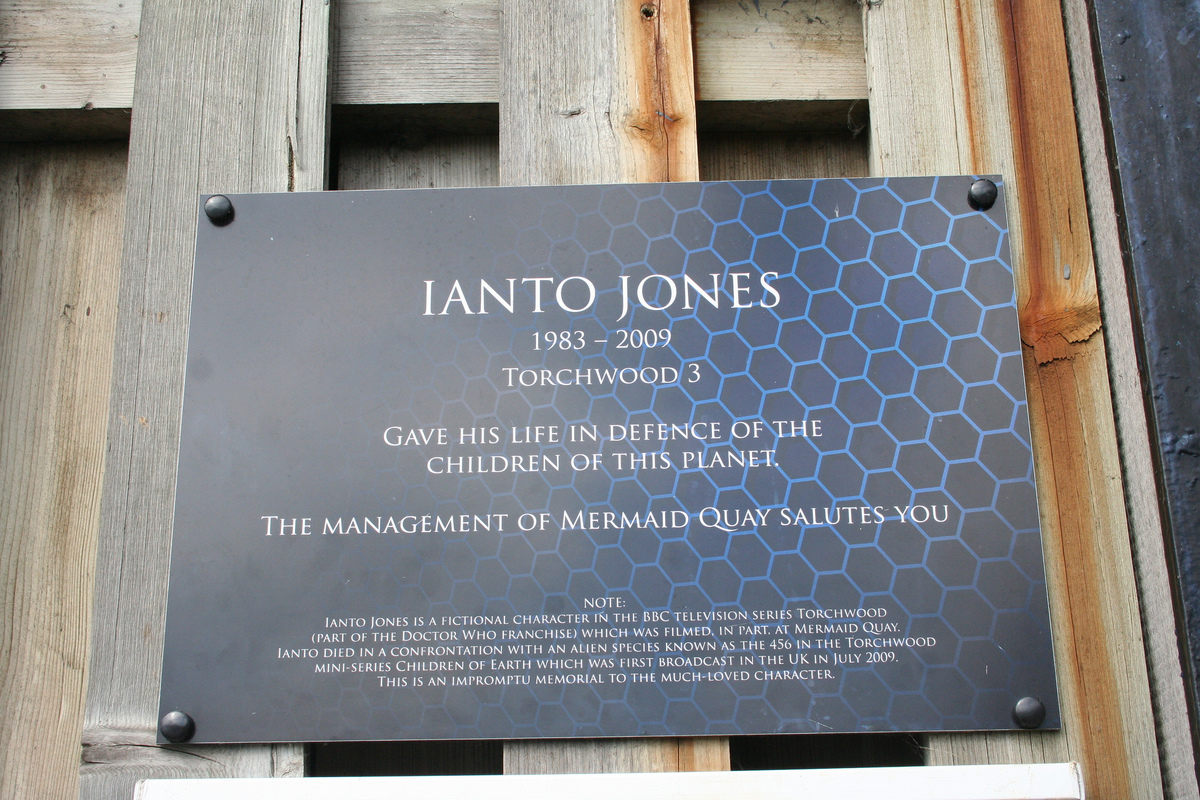 IANTO JONES
1983 – 2009
TORCHWOOD 3
GAVE HIS LIFE IN DEFENCE OF THE
CHILDREN OF THIS PLANET.
THE MANAGEMENT OF MERMAID QUAY SALUTES YOU
NOTE:
IANTO JONES IS A FICTIONAL CHARACTER IN THE BBC TELEVISION SERIES TORCHWOOD
(PART OF THE DOCTOR WHO FRANCHISE) WHICH WAS FILMED, IN PART, AT MERMAID QUAY.
IANTO DIED IN A CONFRONTATION WITH AN ALIEN SPECIES KNOWN AS THE 456 IN THE TORCHWOOD
MINI-SERIES CHILDREN OF EARTH WHICH WAS FIRST BROADCAST IN THE UK IN JULY 2009.
THIS IS AN IMPROMPTU MEMORIAL TO THE MUCH-LOVED CHARACTER.